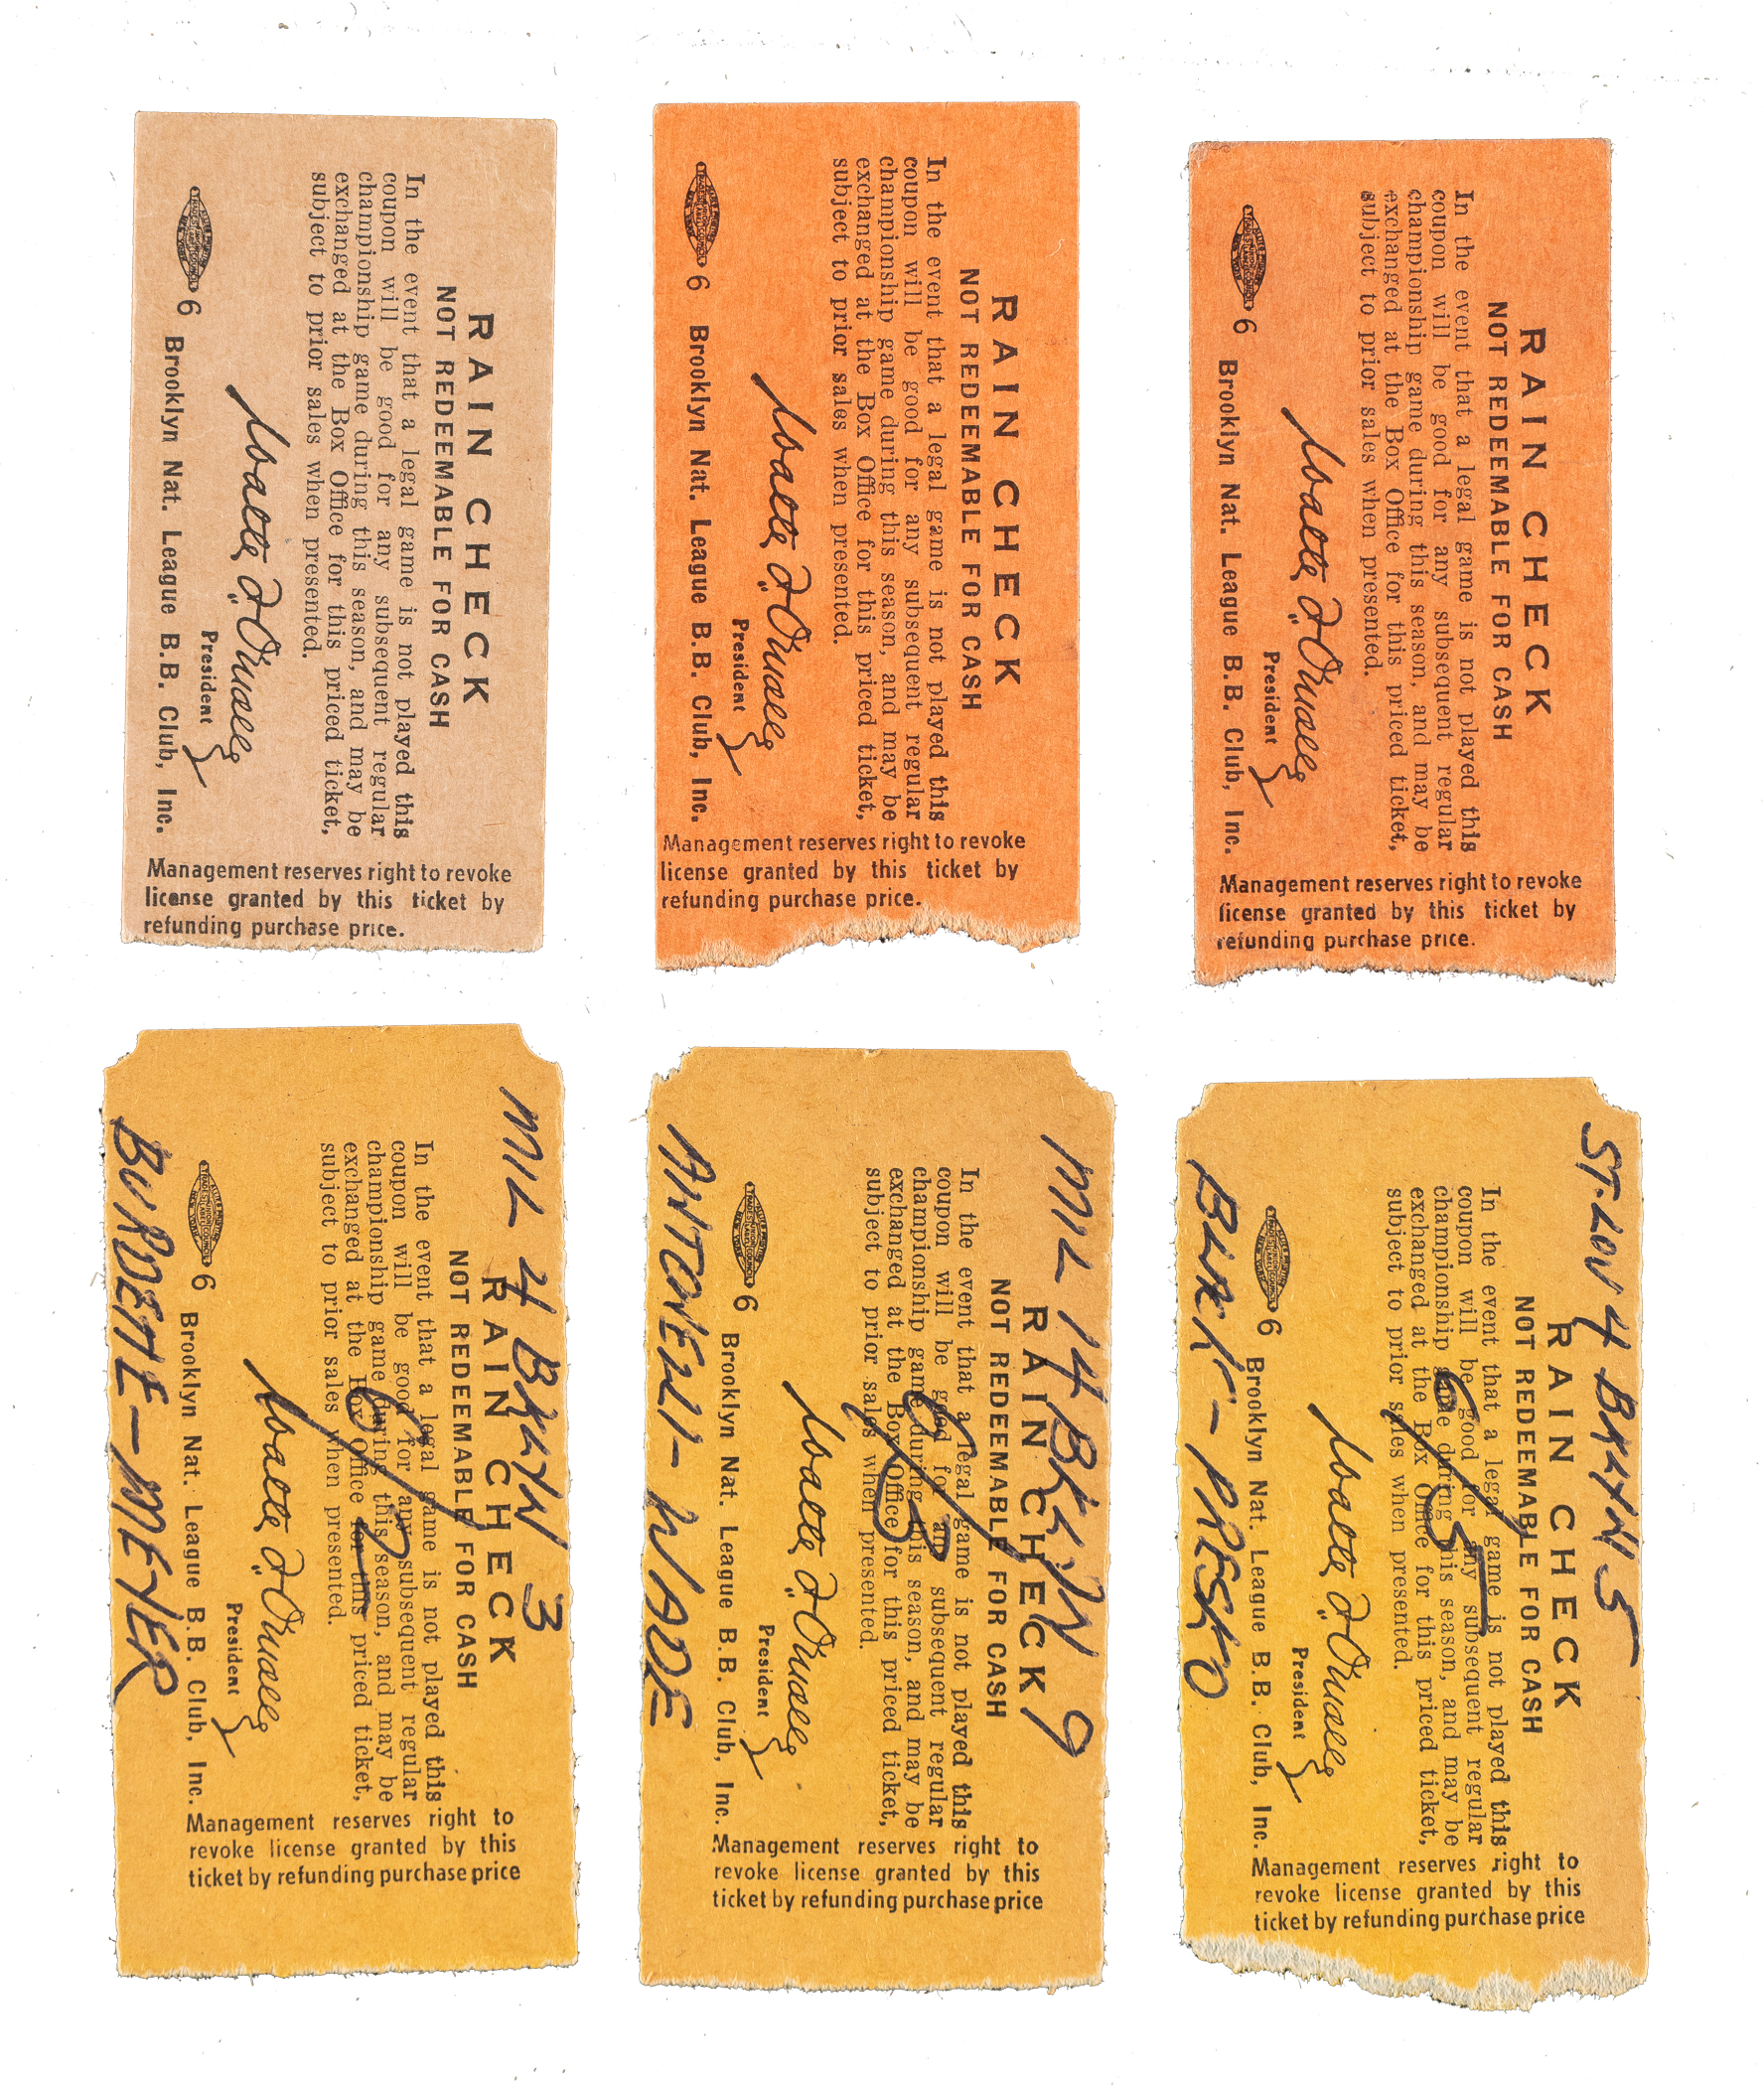 RAIN CHECK
NOT REDEEMABLE FOR CASH
In the event that a legal game is not played this
coupon will be good for any subsequent regular
championship game during this season, and may be
exchanged at the Box Office for this priced ticket,
subject to prior sales when presented.
Walter F. O'Malley
President
6 Brooklyn Nat. League B.B. Club, Inc.
Management reserves right to revoke
license granted by this ticket by
refunding purchase price.
RAIN CHECK
NOT REDEEMABLE FOR CASH
In the event that a legal game is not played this
coupon will be good for any subsequent regular
championship game during this season, and may be
exchanged at the Box Office for this priced ticket,
subject to prior sales when presented.
Walter F. O'Malley
President
6 Brooklyn Nat. League B.B. Club, Inc.
Management reserves right to revoke
license granted by this ticket by
refunding purchase price.
RAIN CHECK
NOT REDEEMABLE FOR CASH
In the event that a legal game is not played this
coupon will be good for any subsequent regular
championship game during this season, and may be
exchanged at the Box Office for this priced ticket,
subject to prior sales when presented.
Walter F. O'Malley
President
6 Brooklyn Nat. League B.B. Club, Inc.
Management reserves right to revoke
license granted by this ticket by
refunding purchase price.
MIL 4 BKLYN 3
RAIN CHECK
NOT REDEEMABLE FOR CASH
In the event that a legal game is not played this
coupon will be good for any subsequent regular
championship game during this season, and may be
exchanged at the Box Office for this priced ticket,
subject to prior sales when presented.
Walter F. O'Malley
President
6 Brooklyn Nat. League B.B. Club, Inc.
BURDETTE - MEYER
Management reserves right to
revoke license granted by this
ticket by refunding purchase price
MIL 14 BKLYN 9
RAIN CHECK
NOT REDEEMABLE FOR CASH
In the event that a legal game is not played this
coupon will be good for any subsequent regular
championship game during this season, and may be
exchanged at the Box Office for this priced ticket,
subject to prior sales when presented.
Walter F. O'Malley
President
6 Brooklyn Nat. League B.B. Club, Inc.
ANTONELLI - WADE
Management reserves right to
revoke license granted by this
ticket by refunding purchase price
ST. LOU 4 BKLYN 5
RAIN CHECK
NOT REDEEMABLE FOR CASH
In the event that a legal game is not played this
coupon will be good for any subsequent regular
championship game during this season, and may be
exchanged at the Box Office for this priced ticket,
subject to prior sales when presented.
Walter F. O'Malley
President
6 Brooklyn Nat. League B.B. Club, Inc.
- PRESKO
Management reserves right to
revoke license granted by this
ticket by refunding purchase price